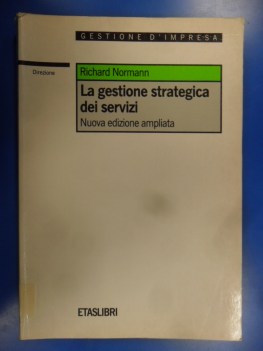 GESTIONE D'IMPRESA
Direzione
Richard Normann
La gestione strategica
dei servizi
Nuova edizione ampliata
ETASLIBRI